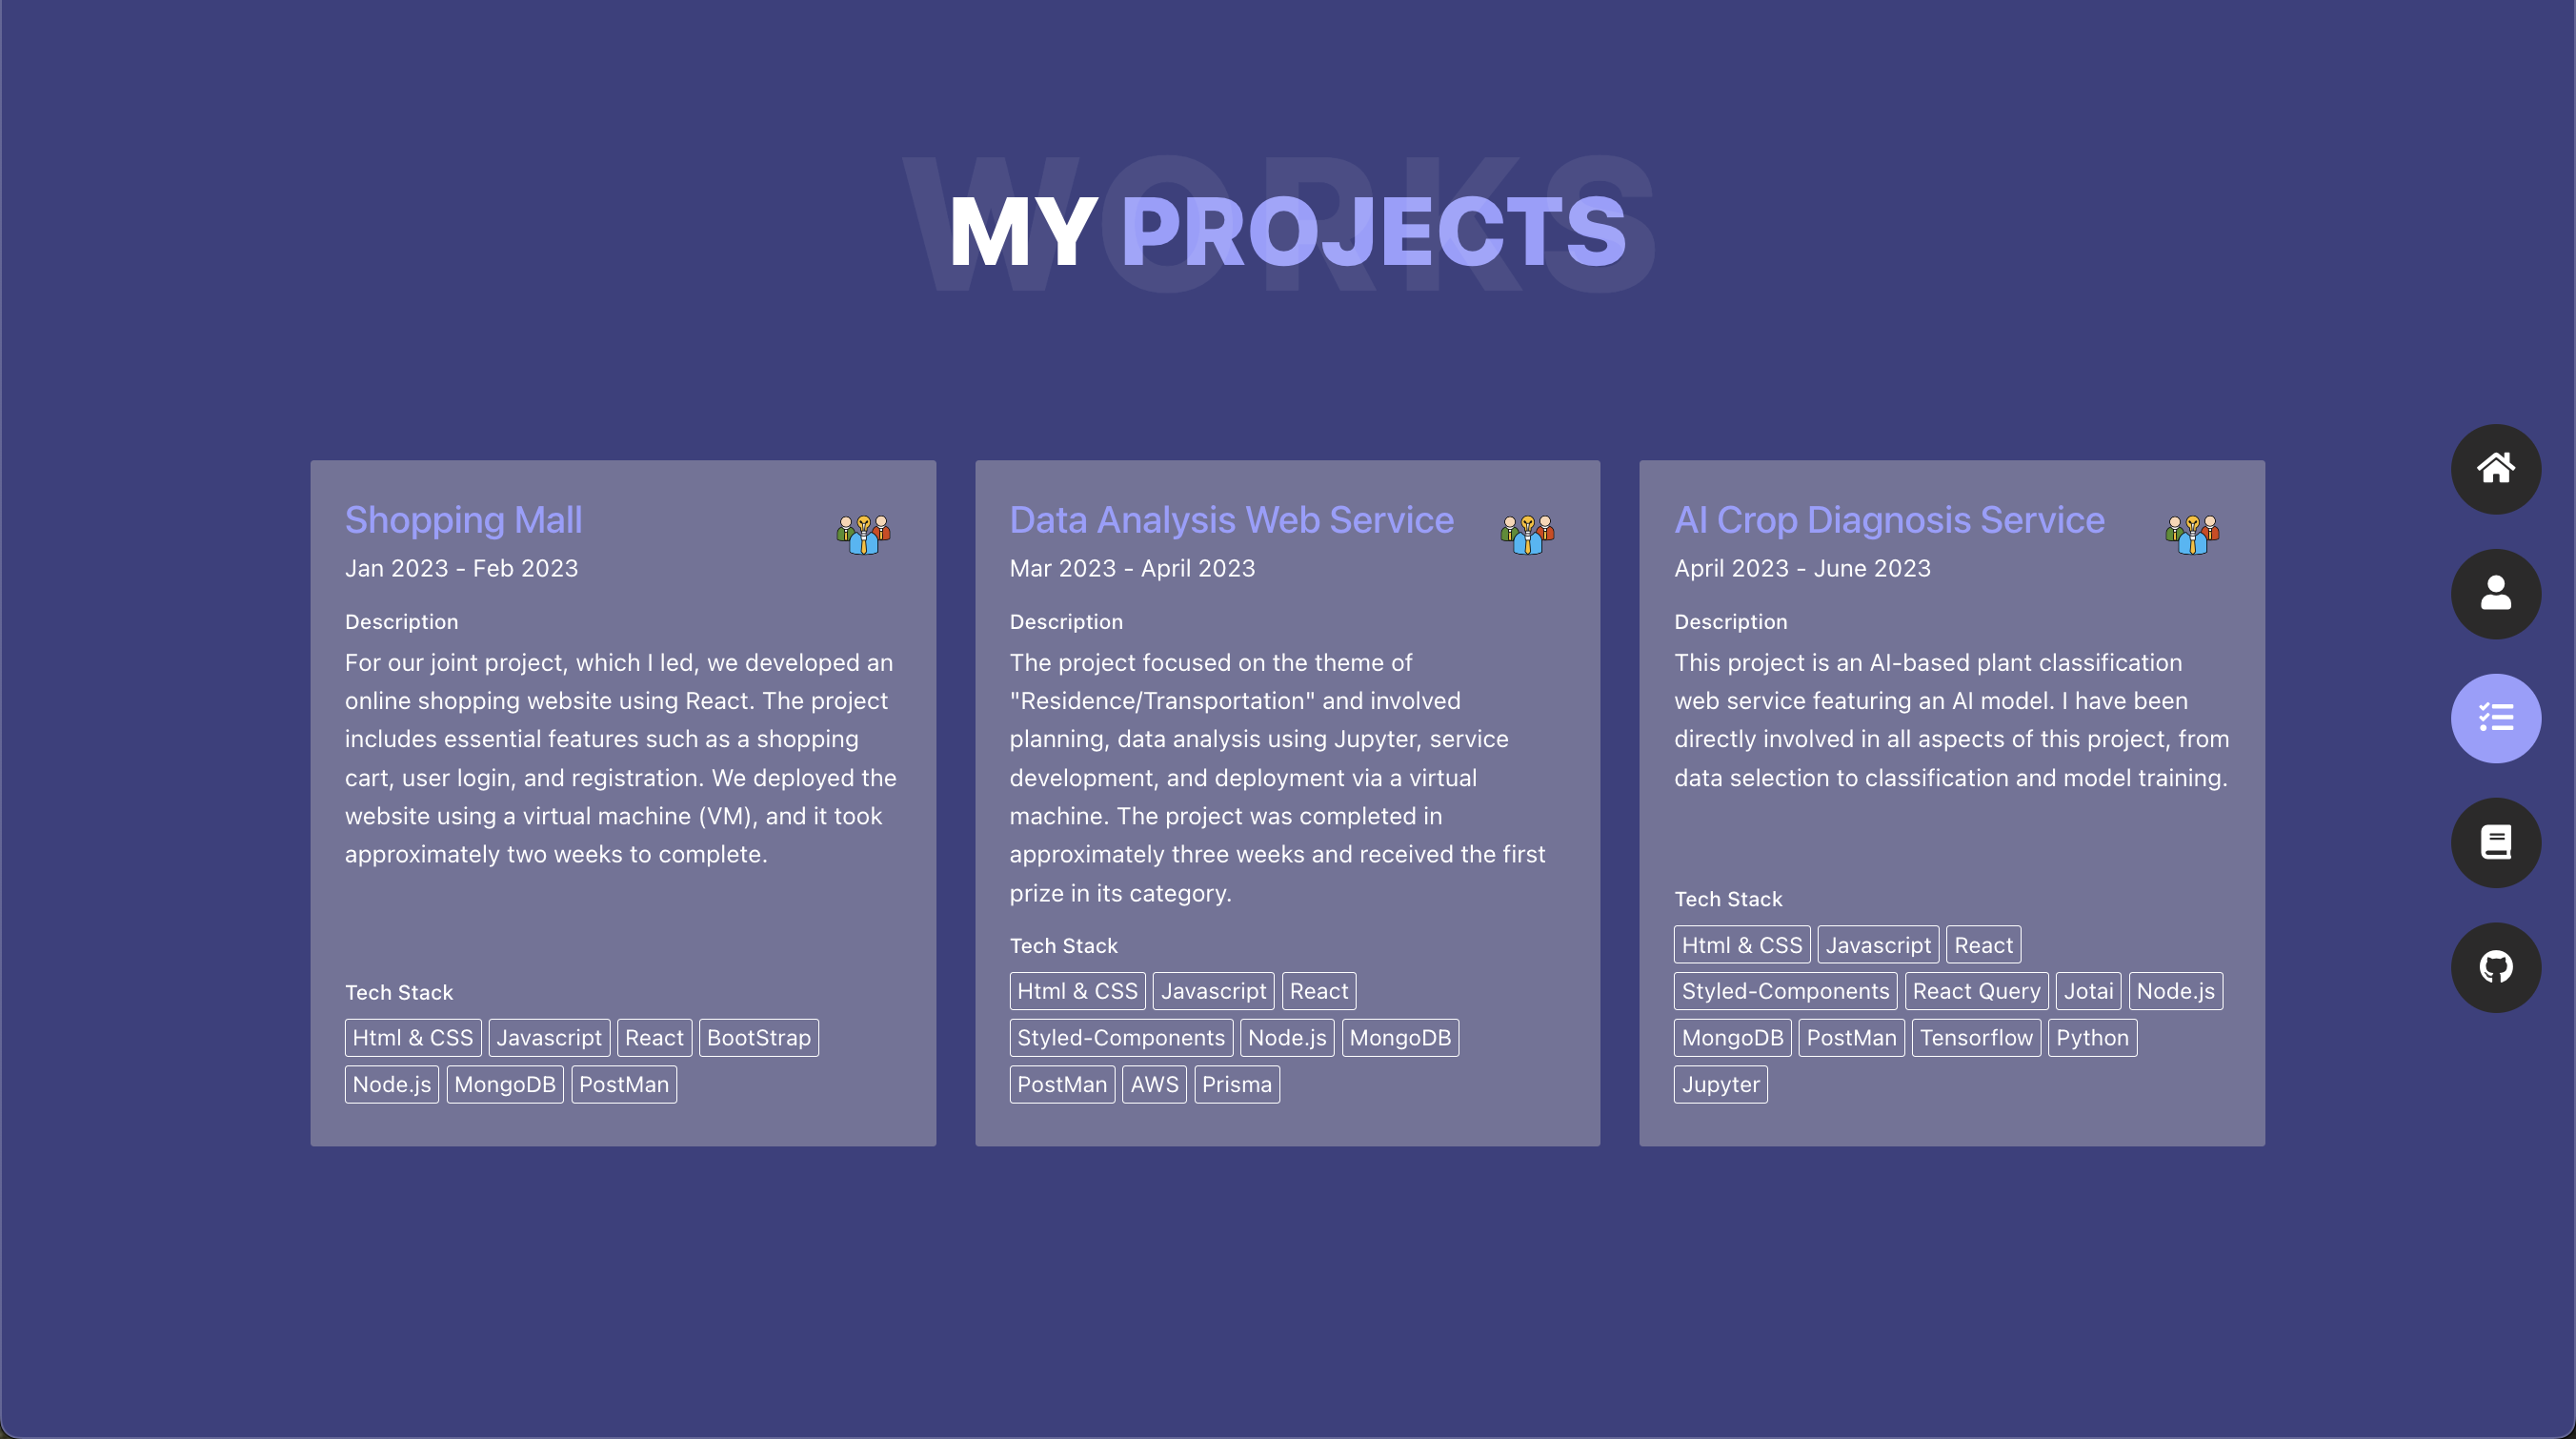 WORKS
MY PROJECTS
Shopping Mall
Jan 2023 - Feb 2023
Description
For our joint project, which I led, we developed an
online shopping website using React. The project
includes essential features such as a shopping
cart, user login, and registration. We deployed the
website using a virtual machine (VM), and it took
approximately two weeks to complete.
Tech Stack
Html & CSS Javascript React BootStrap
Node.js MongoDB PostMan
Data Analysis Web Service
Mar 2023 - April 2023
Description
The project focused on the theme of
"Residence/Transportation" and involved
planning, data analysis using Jupyter, service
development, and deployment via a virtual
machine. The project was completed in
approximately three weeks and received the first
prize in its category.
Tech Stack
Html & CSS Javascript React
Styled-Components Node.js MongoDB
PostMan AWS Prisma
AI Crop Diagnosis Service
April 2023 - June 2023
Description
This project is an AI-based plant classification
web service featuring an AI model. I have been
directly involved in all aspects of this project, from
data selection to classification and model training.
Tech Stack
Html & CSS Javascript React
Styled-Components React Query Jotai Node.js
MongoDB PostMan Tensorflow Python
Jupyter